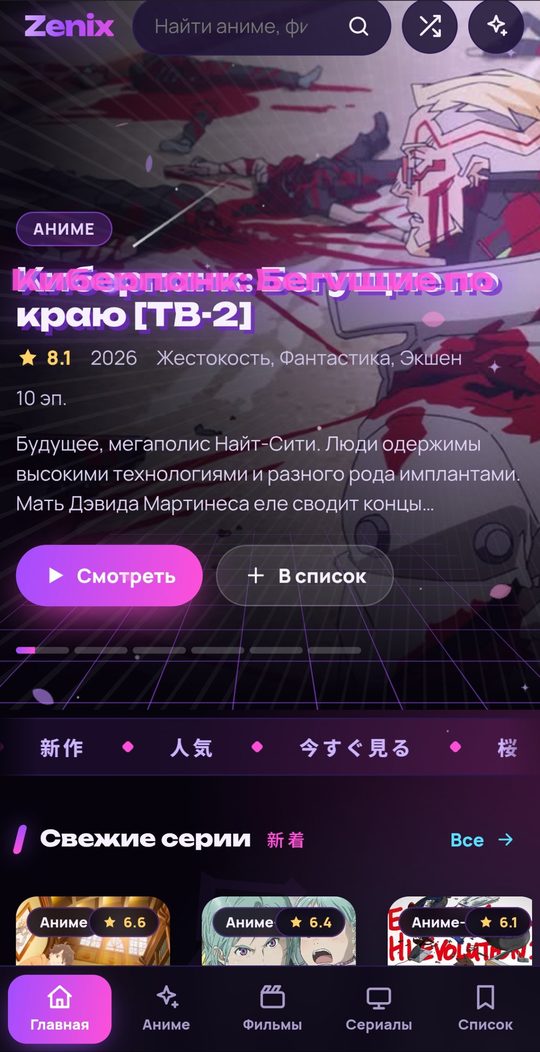 Zenix
Найти аниме, фи
АНИМЕ
Киберпанк: Бегущие по
краю [ТВ-2]
8.1 2026 Жестокость, Фантастика, Экшен
10 эп.
Будущее, мегаполис Найт-Сити. Люди одержимы
высокими технологиями и разного рода имплантами.
Мать Дэвида Мартинеса еле сводит концы...
Смотреть
В список
新作 人気 今すぐ見る 桜
Свежие серии 新着
Все →
Аниме 6.6
Аниме 6.4
Аниме- 6.1
Главная
Аниме
Фильмы
Сериалы
Список